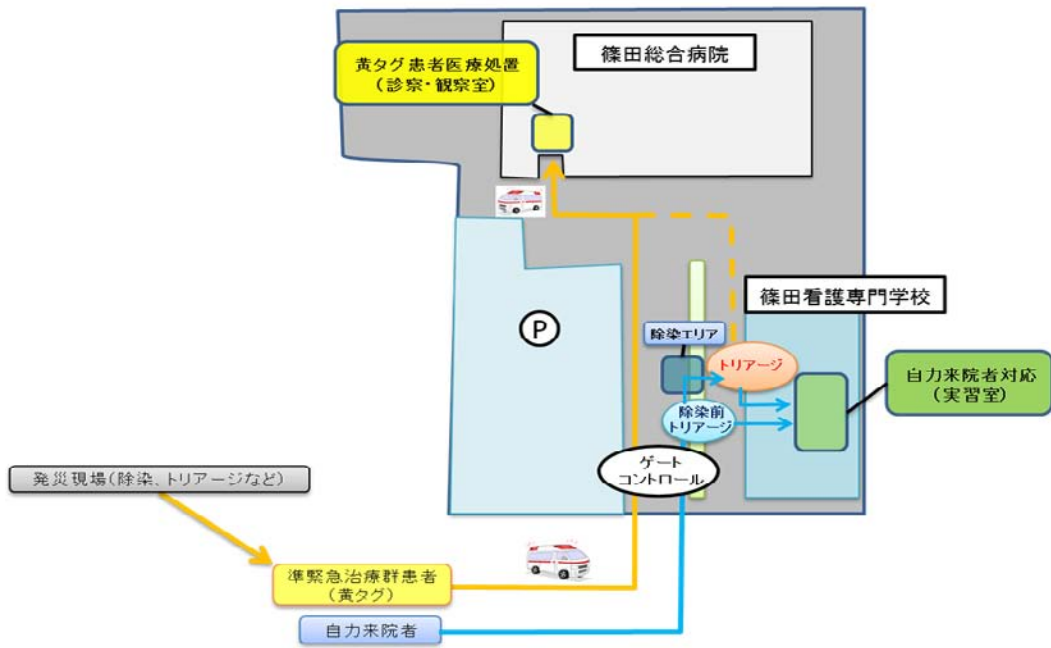 篠田総合病院
黄タグ患者医療処置
(診察・観察室)
P
篠田看護専門学校
除染エリア
トリアージ
自力来院者対応
(実習室)
除染前
トリアージ
ゲート
コントロール
発災現場(除染、トリアージなど)
準緊急治療群患者
(黄タグ)
自力来院者